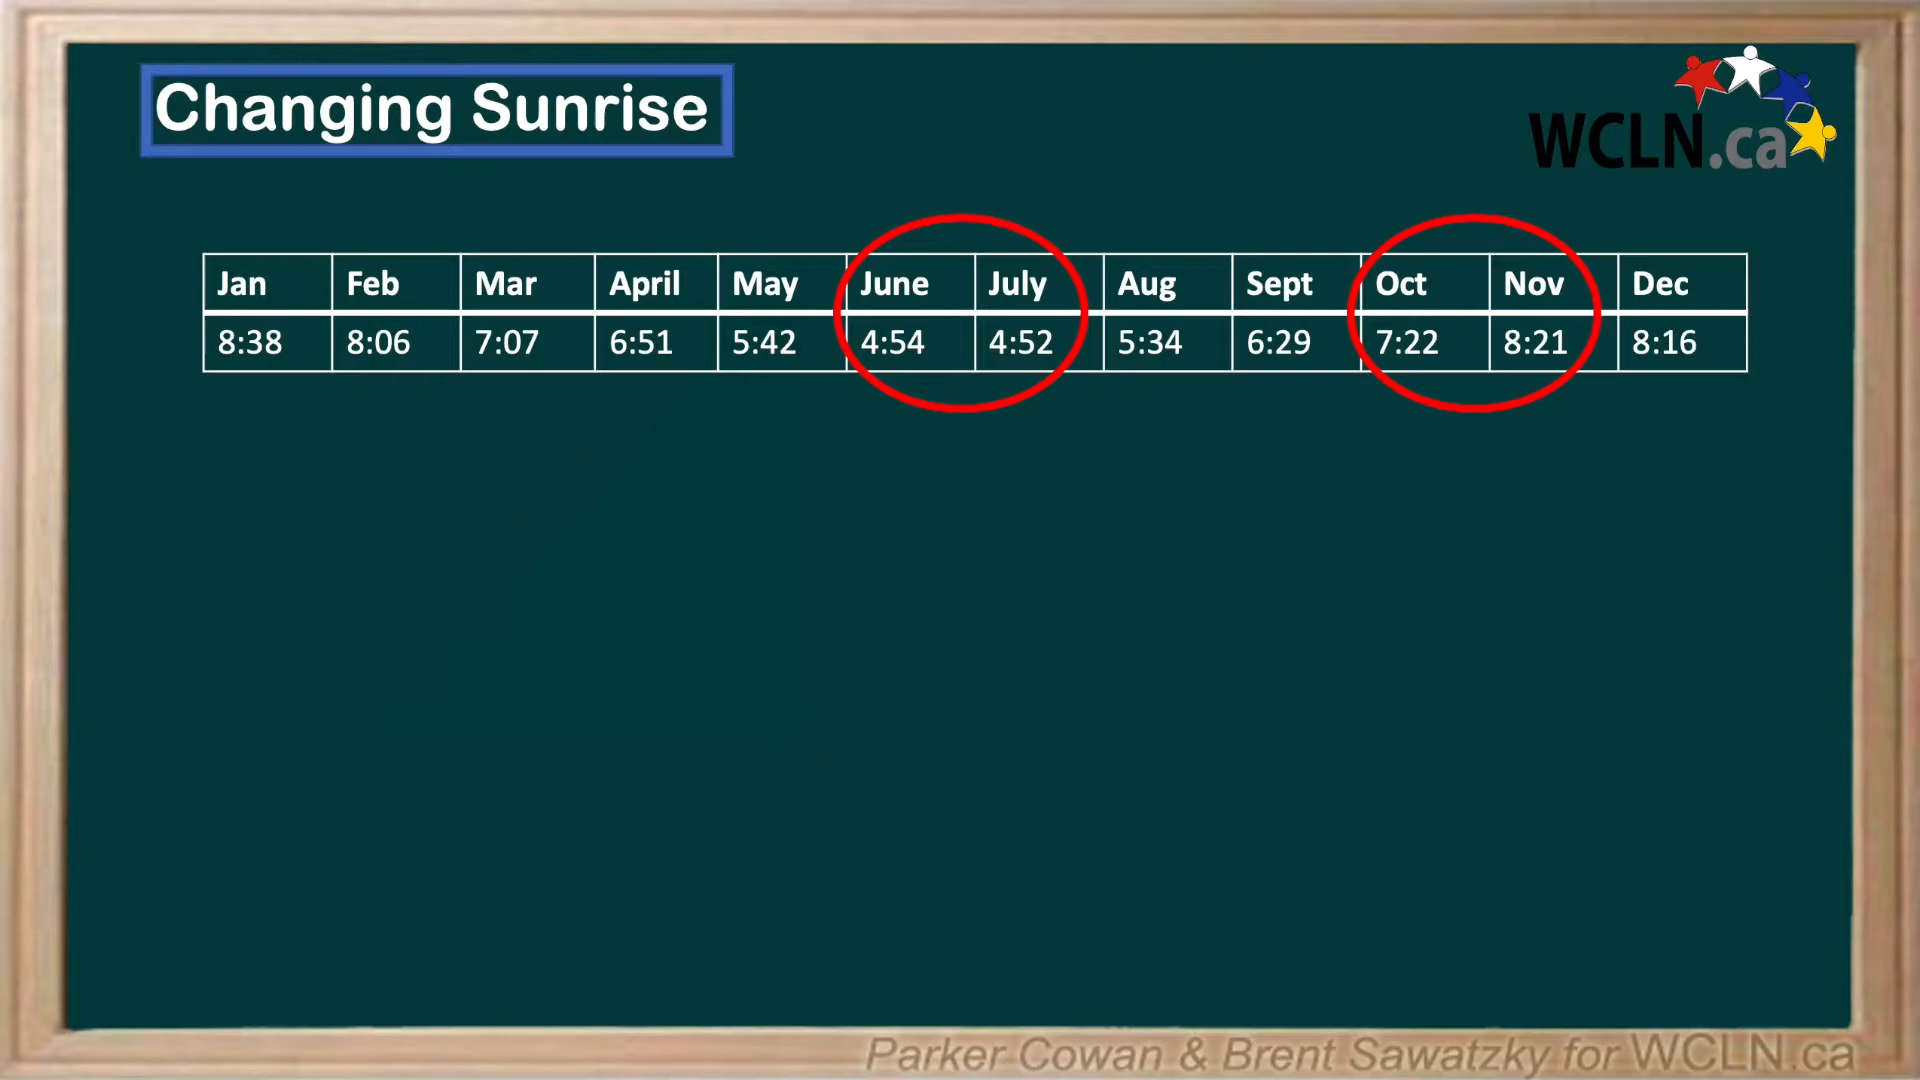 Changing Sunrise
WCLN.ca
Jan Feb Mar April May June July Aug Sept Oct Nov Dec
8:38 8:06 7:07 6:51 5:42 4:54 4:52 5:34 6:29 7:22 8:21 8:16
Parker Cowan & Brent Sawatzky for WCLN.ca